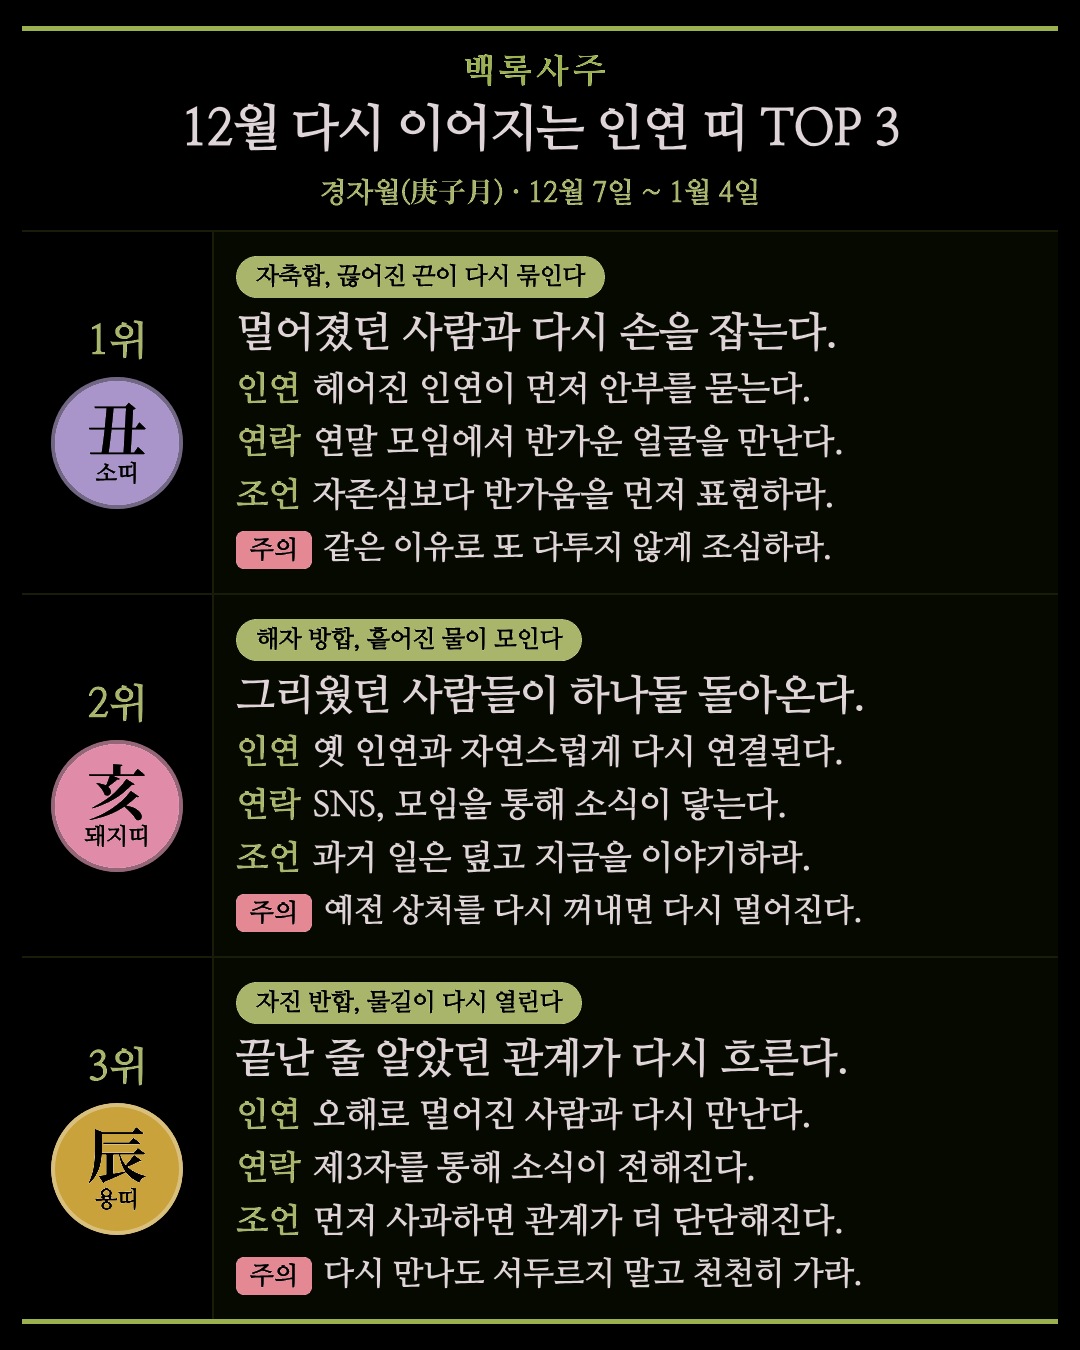 백록사주
12월 다시 이어지는 인연 띠 TOP 3
경자월(庚子月) · 12월 7일 ~ 1월 4일
1위
丑
소띠
자축합, 끊어진 끈이 다시 묶인다
멀어졌던 사람과 다시 손을 잡는다.
인연 헤어진 인연이 먼저 안부를 묻는다.
연락 연말 모임에서 반가운 얼굴을 만난다.
조언 자존심보다 반가움을 먼저 표현하라.
주의 같은 이유로 또 다투지 않게 조심하라.
2위
亥
돼지띠
해자 방합, 흩어진 물이 모인다
그리웠던 사람들이 하나둘 돌아온다.
인연 옛 인연과 자연스럽게 다시 연결된다.
연락 SNS, 모임을 통해 소식이 닿는다.
조언 과거 일은 덮고 지금을 이야기하라.
주의 예전 상처를 다시 꺼내면 다시 멀어진다.
3위
辰
용띠
자진 반합, 물길이 다시 열린다
끝난 줄 알았던 관계가 다시 흐른다.
인연 오해로 멀어진 사람과 다시 만난다.
연락 제3자를 통해 소식이 전해진다.
조언 먼저 사과하면 관계가 더 단단해진다.
주의 다시 만나도 서두르지 말고 천천히 가라.